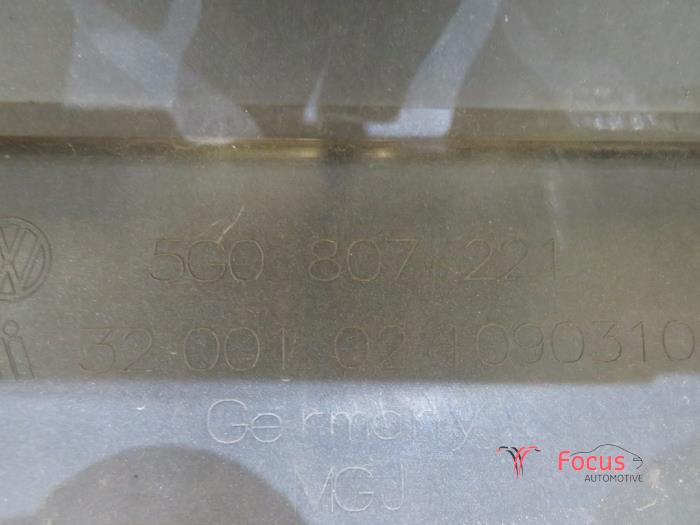 5G0 807 221
32 001 02 1090310
Germany
MGJ
Focus
AUTOMOTIVE